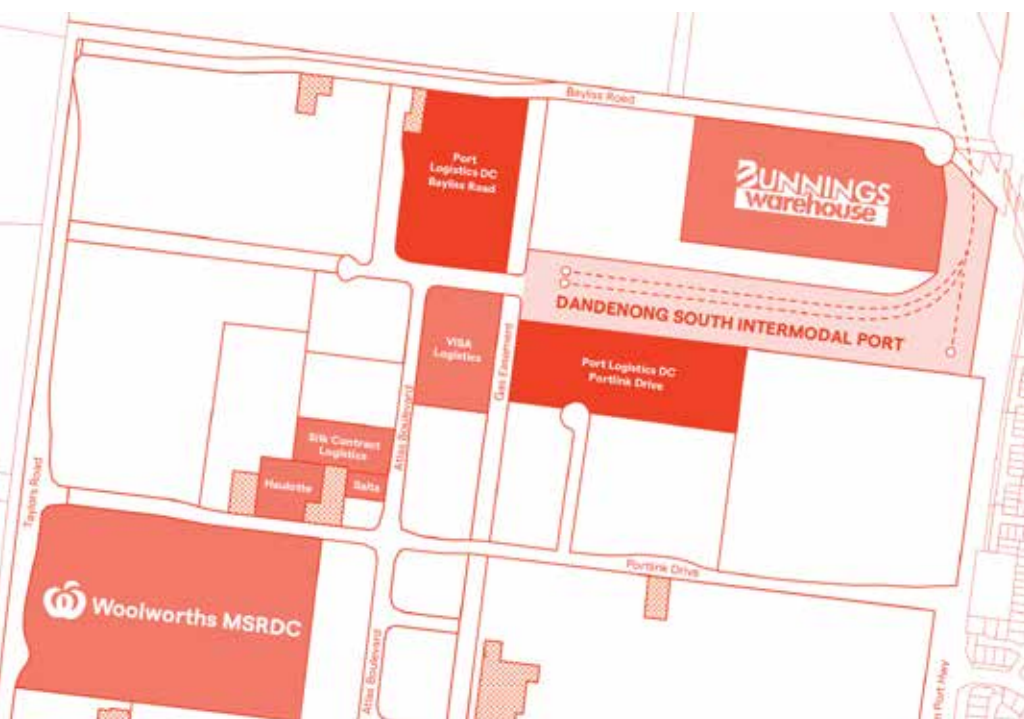 Bayliss Road
Port
Logistics DC
Bayliss Road
BUNNINGS
warehouse
DANDENONG SOUTH INTERMODAL PORT
VISA
Logistics
Gas Easement
Port Logistics DC
Portlink Drive
Atlas Boulevard
Silk Contract
Logistics
Haulotte
Salta
Taylors Road
Portlink Drive
Woolworths MSRDC
Atlas Boulevard
Port Hwy